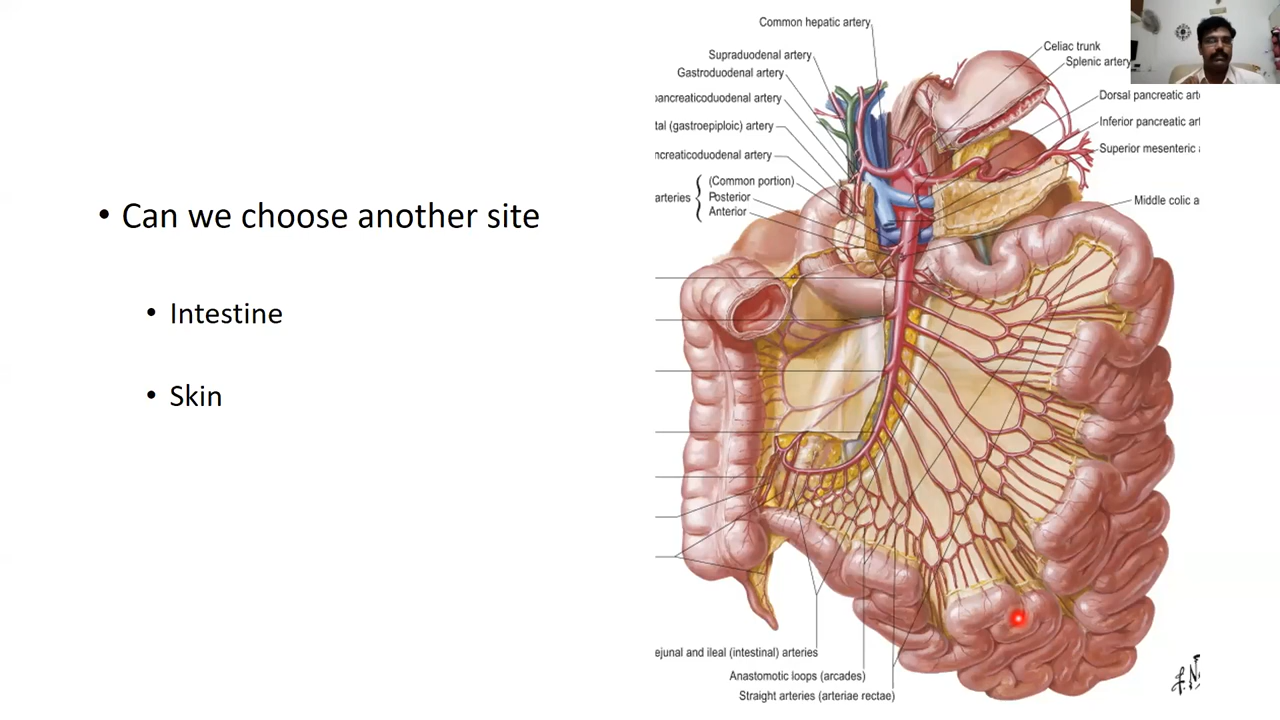 • Can we choose another site
• Intestine
• Skin
Common hepatic artery
Supraduodenal artery
Gastroduodenal artery
pancreaticoduodenal artery
tal (gastroepiploic) artery
ncreaticoduodenal artery
(Common portion)
arteries
Posterior
Anterior
Celiac trunk
Splenic artery
Dorsal pancreatic art
Inferior pancreatic art
Superior mesenteric
Middle colic a
ejunal and ileal (intestinal) arteries
Anastomotic loops (arcades)
Straight arteries (arteriae rectae)